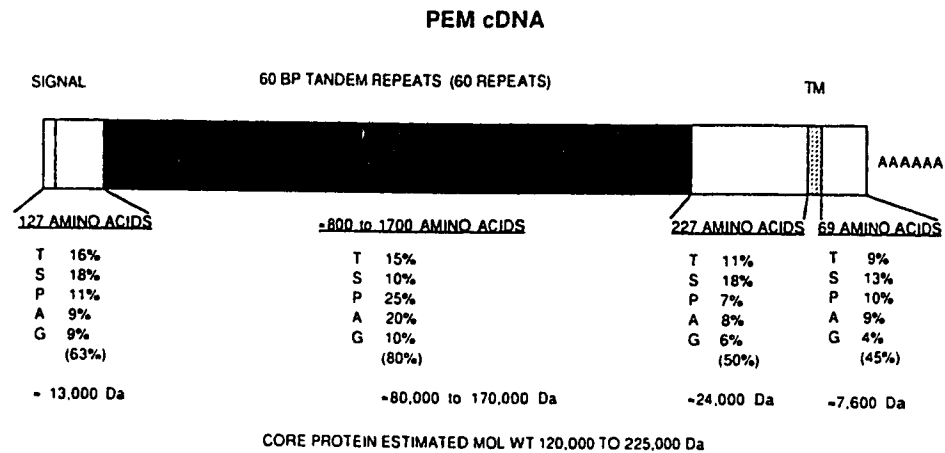 PEM cDNA
SIGNAL 60 BP TANDEM REPEATS (60 REPEATS) TM
AAAAAA
127 AMINO ACIDS
T 16%
S 18%
P 11%
A 9%
G 9%
(63%)
- 13,000 Da
≈800 to 1700 AMINO ACIDS
T 15%
S 10%
P 25%
A 20%
G 10%
(80%)
≈80,000 to 170,000 Da
227 AMINO ACIDS
T 11%
S 18%
P 7%
A 8%
G 6%
(50%)
≈24,000 Da
69 AMINO ACIDS
T 9%
S 13%
P 10%
A 9%
G 4%
(45%)
≈7,600 Da
CORE PROTEIN ESTIMATED MOL WT 120,000 TO 225,000 Da